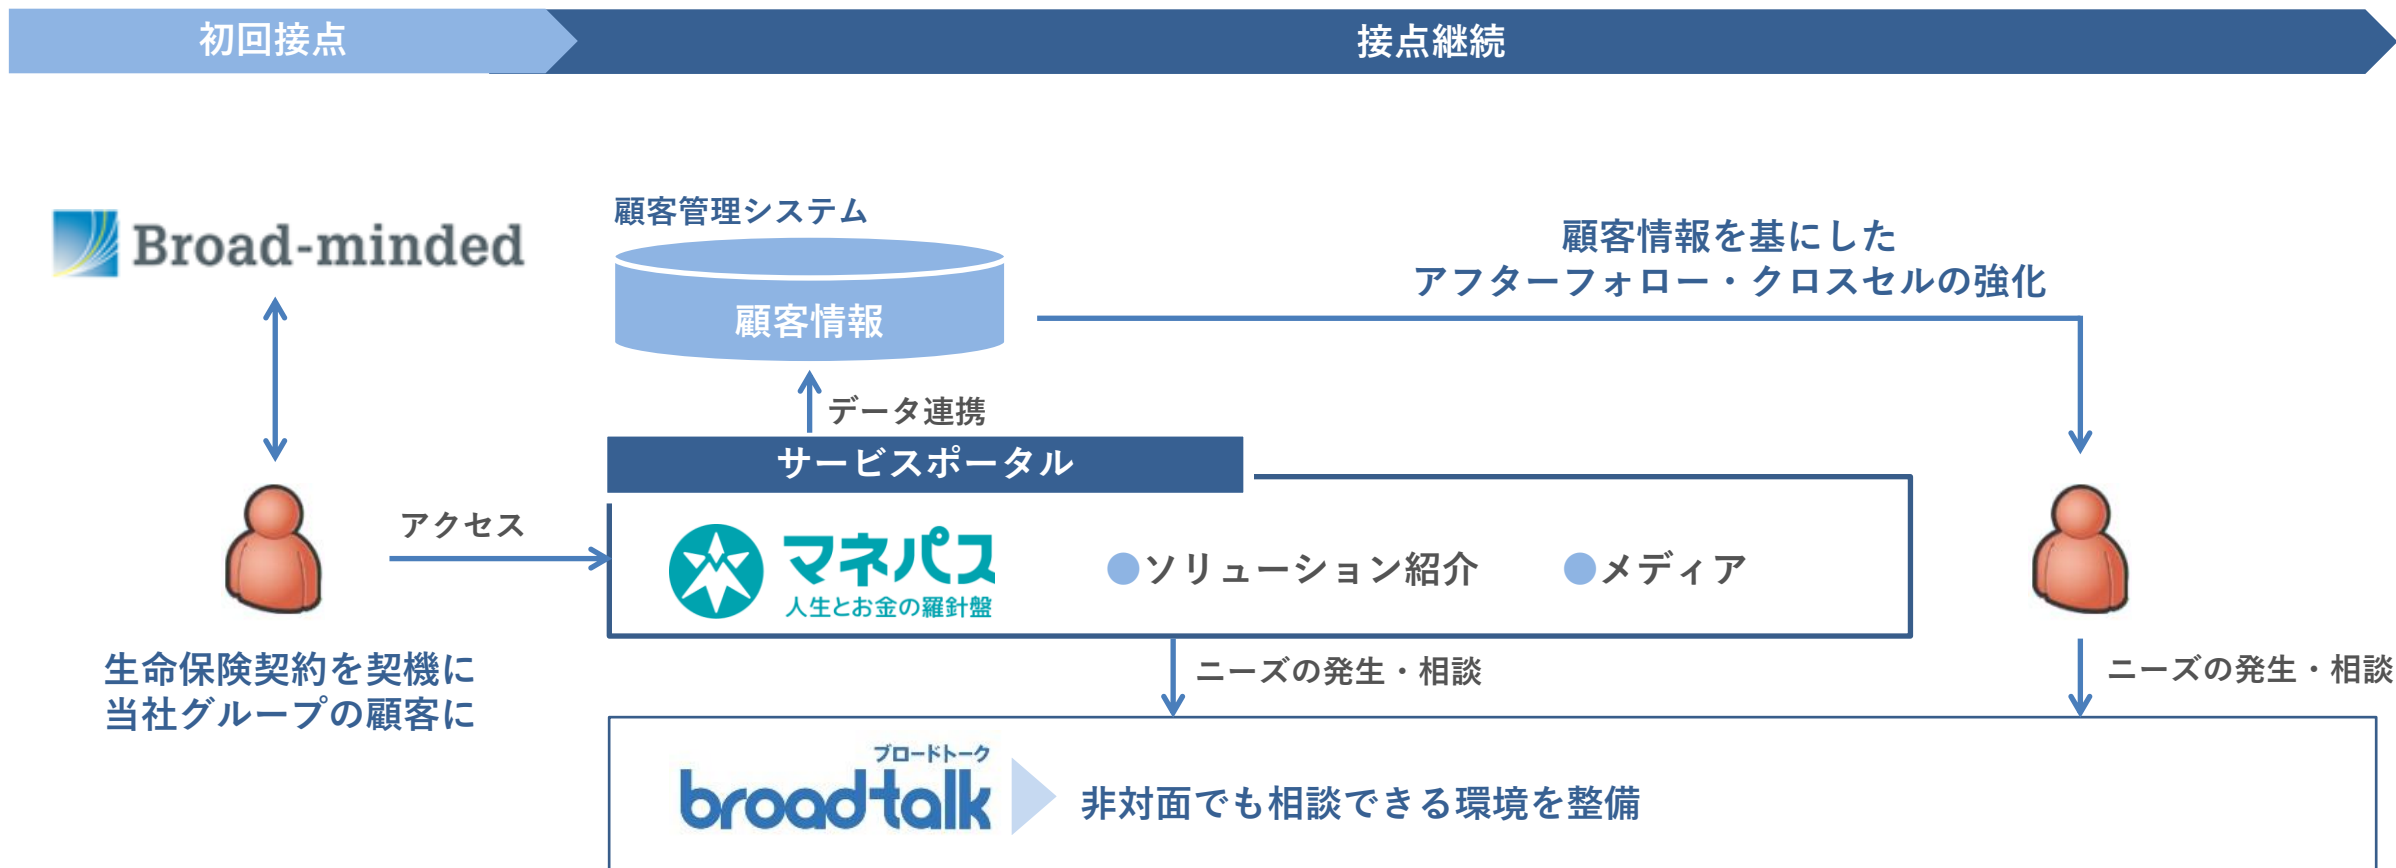 初回接点
接点継続
Broad-minded
顧客管理システム
顧客情報
顧客情報を基にした
アフターフォロー・クロスセルの強化
データ連携
サービスポータル
アクセス
マネパス
人生とお金の羅針盤
●ソリューション紹介
●メディア
生命保険契約を契機に
当社グループの顧客に
ニーズの発生・相談
ニーズの発生・相談
ブロードトーク
broadtalk
非対面でも相談できる環境を整備